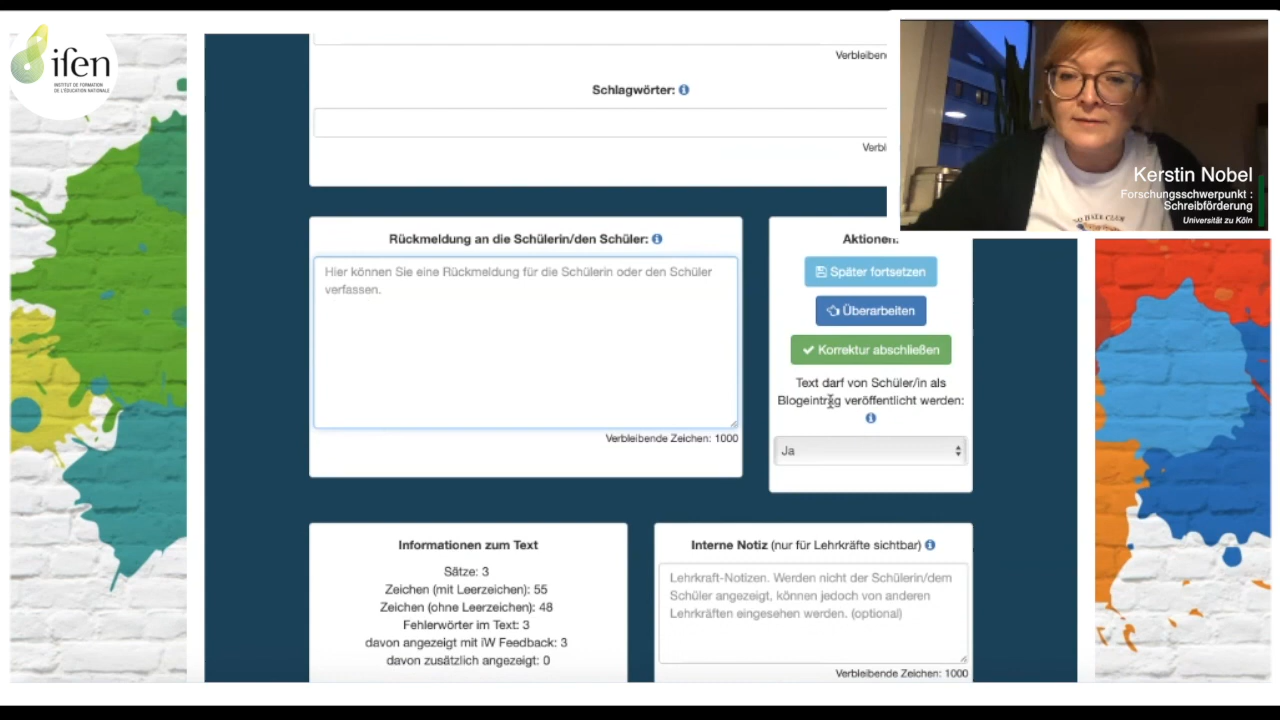 ifen
INSTITUT DE FORMATION
DE L'ÉDUCATION NATIONALE
Schlagwörter:
Kerstin Nobel
Forschungsschwerpunkt :
Schreibförderung
Universität zu Köln
Rückmeldung an die Schülerin/den Schüler:
Hier können Sie eine Rückmeldung für die Schülerin oder den Schüler
verfassen.
Verbleibende Zeichen: 1000
Aktionen:
Später fortsetzen
Überarbeiten
Korrektur abschließen
Text darf von Schüler/in als
Blogeintrag veröffentlicht werden:
Ja
Informationen zum Text
Sätze: 3
Zeichen (mit Leerzeichen): 55
Zeichen (ohne Leerzeichen): 48
Fehlerwörter im Text: 3
davon angezeigt mit IW Feedback: 3
davon zusätzlich angezeigt: 0
Interne Notiz (nur für Lehrkräfte sichtbar)
Lehrkraft-Notizen. Werden nicht der Schülerin/dem
Schüler angezeigt, können jedoch von anderen
Lehrkräften eingesehen werden. (optional)
Verbleibende Zeichen: 1000